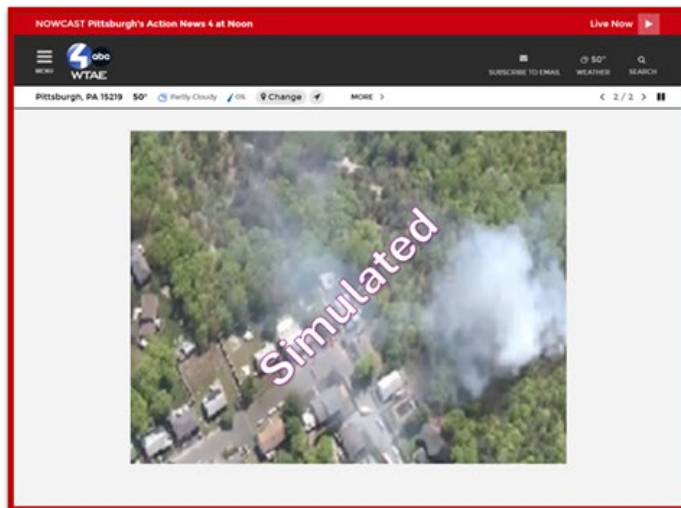 NOWCAST Pittsburgh's Action News 4 at Noon
Live Now
MENU
4 abc
WTAE
SUBSCRIBE TO EMAIL
50°
WEATHER
SEARCH
Pittsburgh, PA 15219 50° Partly Cloudy 0% Change MORE > < 2 / 2 >
Simulated